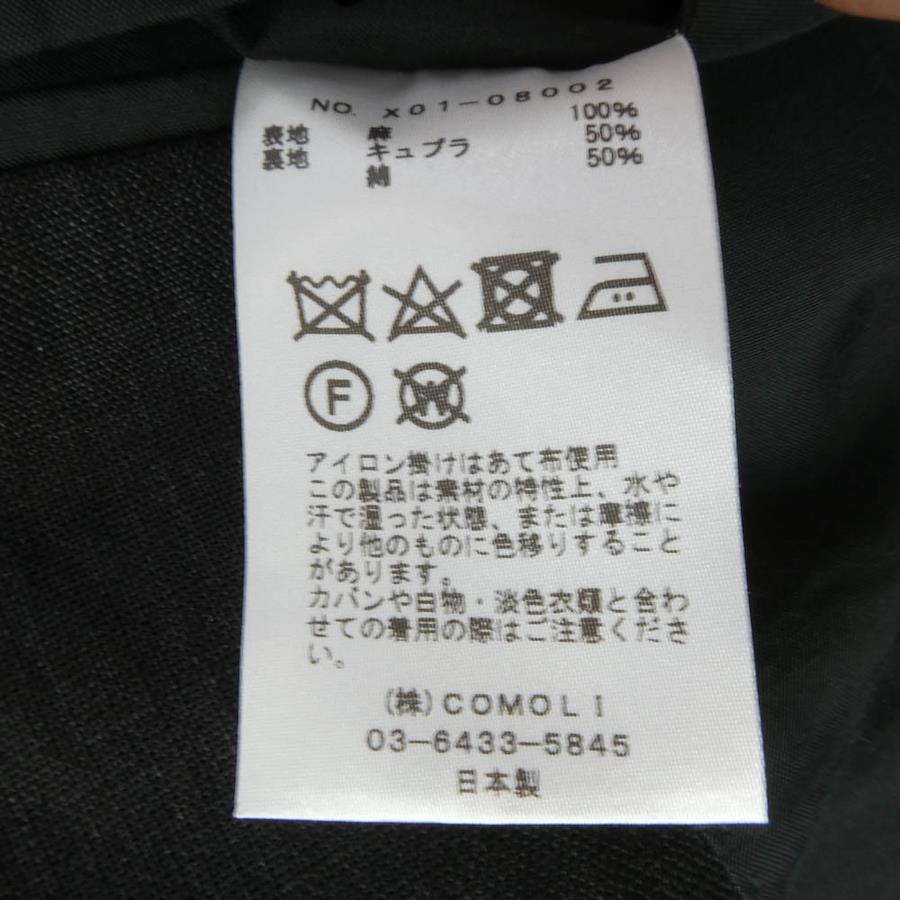 NO. X01-08002
表地 麻 100%
裏地 キュプラ 50%
綿 50%
F
W
アイロン掛けはあて布使用
この製品は素材の特性上、水や
汗で湿った状態、または摩擦に
より他のものに色移りすること
があります。
カバンや白物・淡色衣類と合わ
せての着用の際はご注意くださ
い。
(株)COMOLI
03-6433-5845
日本製